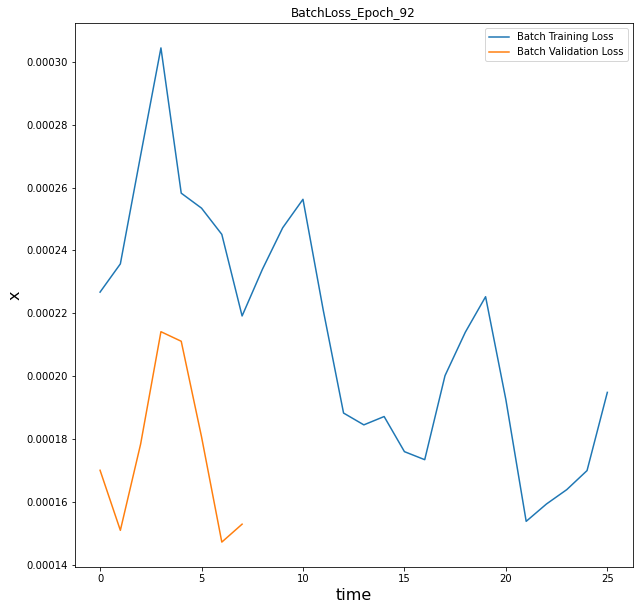 BatchLoss_Epoch_92
Batch Training Loss
Batch Validation Loss
0.00030
0.00028
0.00026
0.00024
0.00022
0.00020
0.00018
0.00016
0.00014
x
0 5 10 15 20 25
time